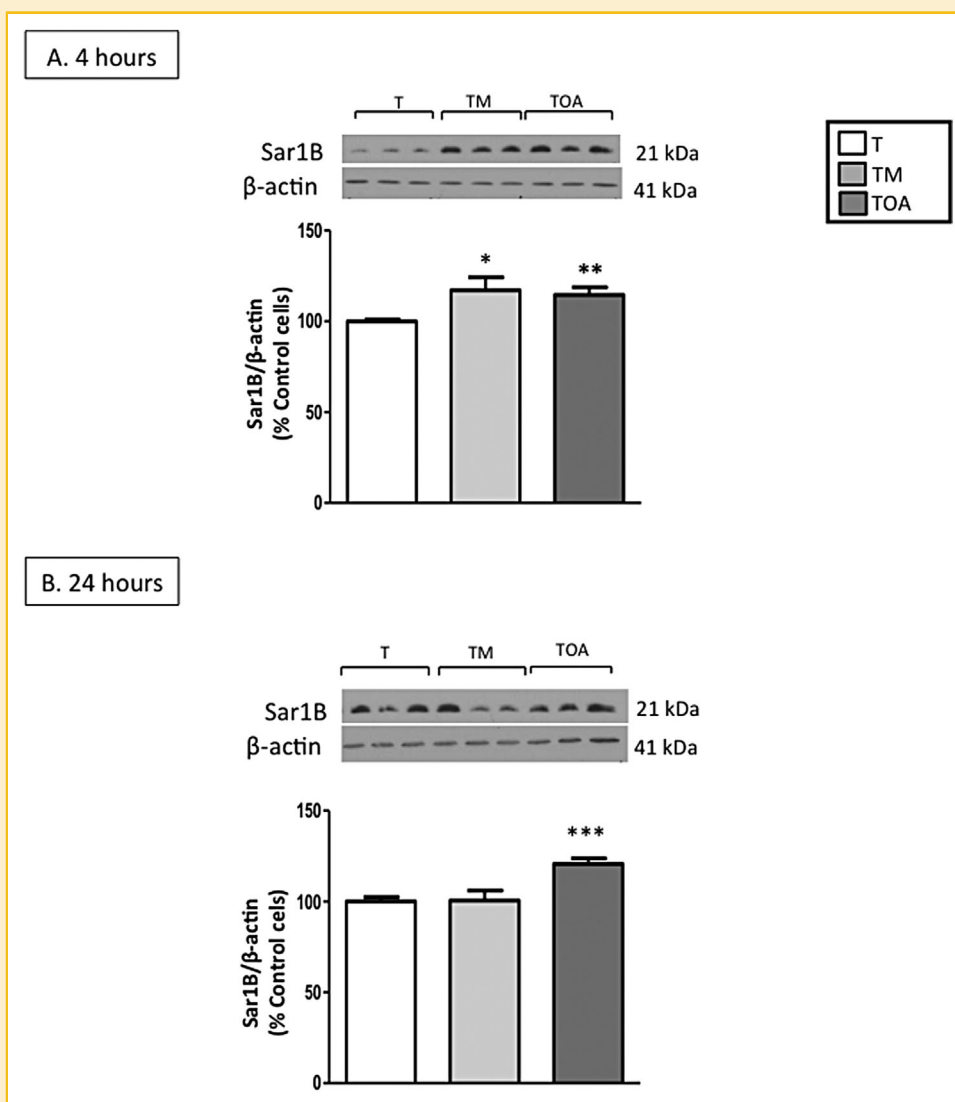 A. 4 hours
T TM TOA
Sar1B 21 kDa
β-actin 41 kDa
T
TM
TOA
150
* **
100
50
0
Sar1B/β-actin
(% Control cells)
B. 24 hours
T TM TOA
Sar1B 21 kDa
β-actin 41 kDa
150
***
100
50
0
Sar1B/β-actin
(% Control cels)